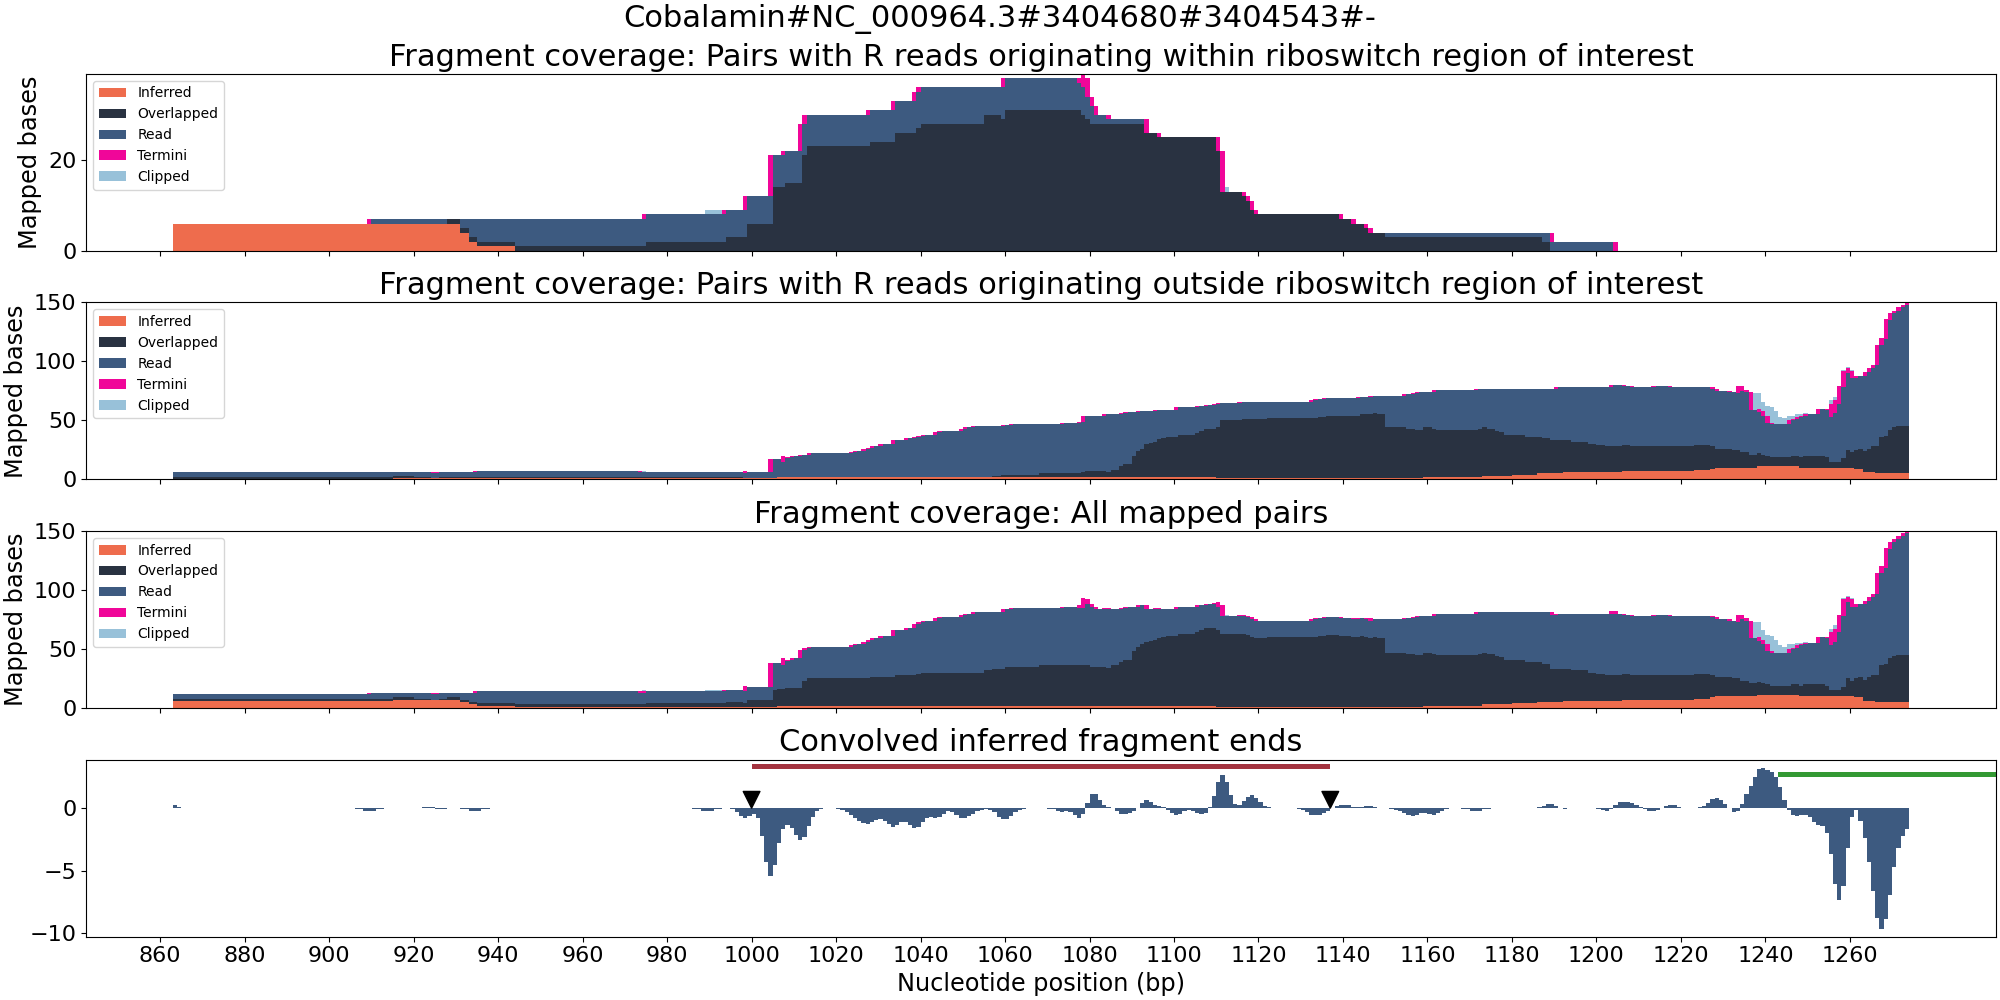 Cobalamin#NC_000964.3#3404680#3404543#-
Fragment coverage: Pairs with R reads originating within riboswitch region of interest
Mapped bases
20
0
Inferred
Overlapped
Read
Termini
Clipped
Fragment coverage: Pairs with R reads originating outside riboswitch region of interest
Mapped bases
150
100
50
0
Inferred
Overlapped
Read
Termini
Clipped
Fragment coverage: All mapped pairs
Mapped bases
150
100
50
0
Inferred
Overlapped
Read
Termini
Clipped
Convolved inferred fragment ends
0
−5
−10
860 880 900 920 940 960 980 1000 1020 1040 1060 1080 1100 1120 1140 1160 1180 1200 1220 1240 1260
Nucleotide position (bp)